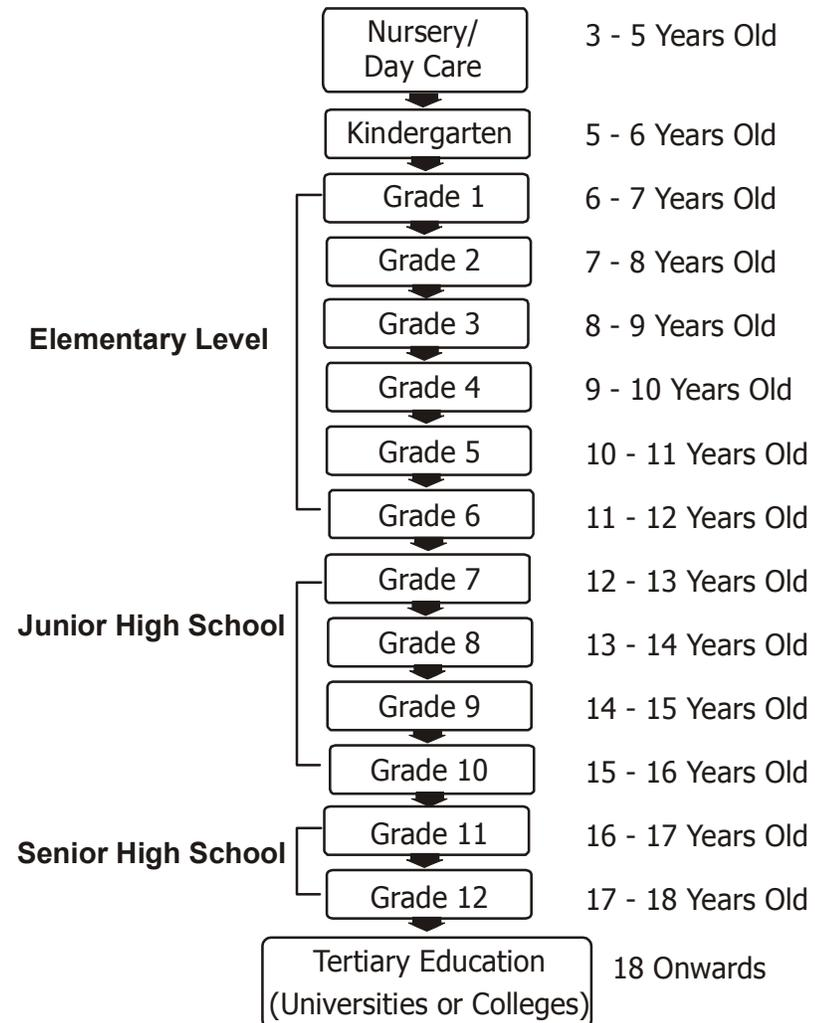 Nursery/
Day Care
3 - 5 Years Old
Kindergarten
5 - 6 Years Old
Grade 1
6 - 7 Years Old
Grade 2
7 - 8 Years Old
Elementary Level
Grade 3
8 - 9 Years Old
Grade 4
9 - 10 Years Old
Grade 5
10 - 11 Years Old
Grade 6
11 - 12 Years Old
Grade 7
12 - 13 Years Old
Junior High School
Grade 8
13 - 14 Years Old
Grade 9
14 - 15 Years Old
Grade 10
15 - 16 Years Old
Grade 11
16 - 17 Years Old
Senior High School
Grade 12
17 - 18 Years Old
Tertiary Education
(Universities or Colleges)
18 Onwards